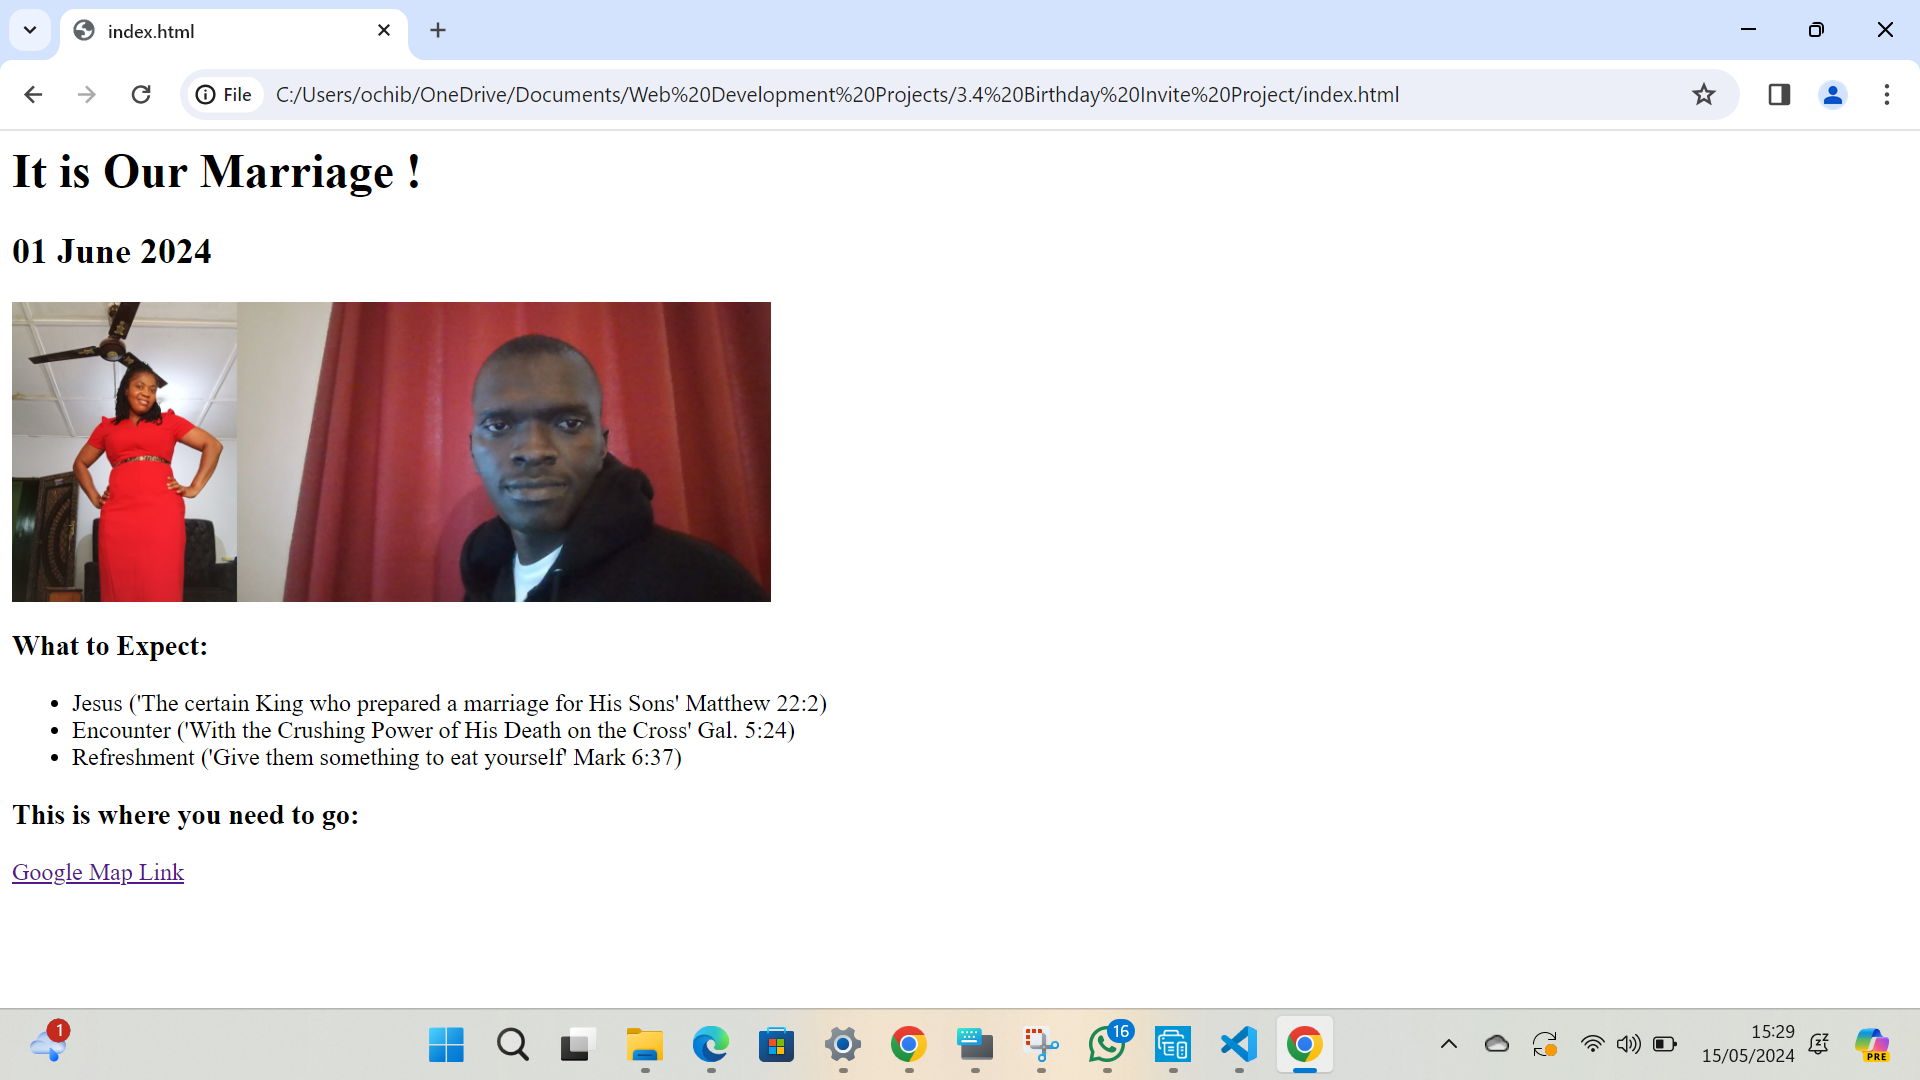 index.html
File
C:/Users/ochib/OneDrive/Documents/Web%20Development%20Projects/3.4%20Birthday%20Invite%20Project/index.html
It is Our Marriage !
01 June 2024
What to Expect:
Jesus ('The certain King who prepared a marriage for His Sons' Matthew 22:2)
Encounter ('With the Crushing Power of His Death on the Cross' Gal. 5:24)
Refreshment ('Give them something to eat yourself' Mark 6:37)
This is where you need to go:
Google Map Link
1
16
15:29
15/05/2024
PRE